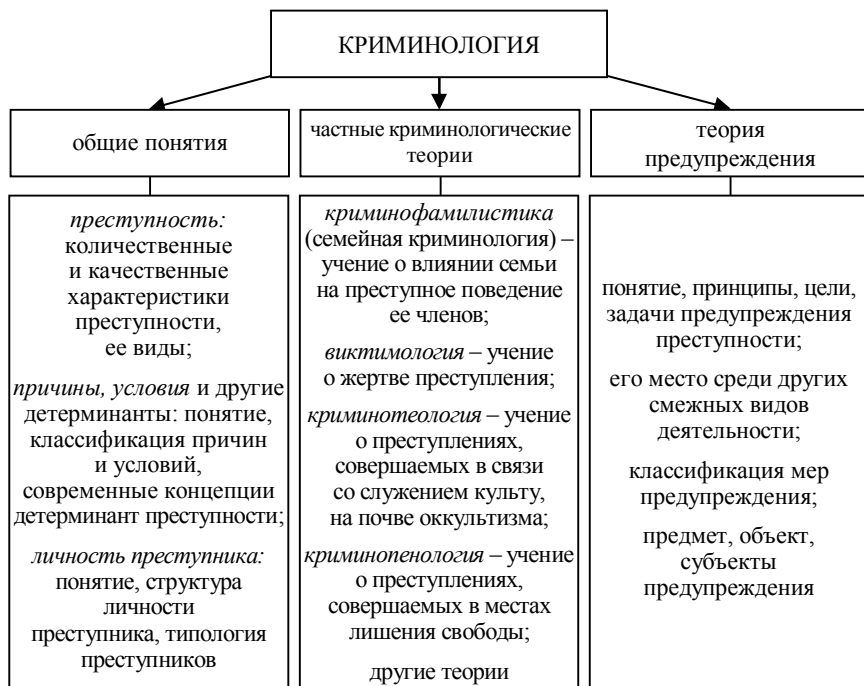 КРИМИНОЛОГИЯ
общие понятия
частные криминологические
теории
теория
предупреждения
преступность:
количественные
и качественные
характеристики
преступности,
ее виды;
причины, условия и другие
детерминанты: понятие,
классификация причин
и условий,
современные концепции
детерминант преступности;
личность преступника:
понятие, структура
личности
преступника, типология
преступников
криминофамилистика
(семейная криминология) –
учение о влиянии семьи
на преступное поведение
ее членов;
виктимология – учение
о жертве преступления;
криминотеология – учение
о преступлениях,
совершаемых в связи
со служением культу,
на почве оккультизма;
криминопенология – учение
о преступлениях,
совершаемых в местах
лишения свободы;
другие теории
понятие, принципы, цели,
задачи предупреждения
преступности;
его место среди других
смежных видов
деятельности;
классификация мер
предупреждения;
предмет, объект,
субъекты
предупреждения